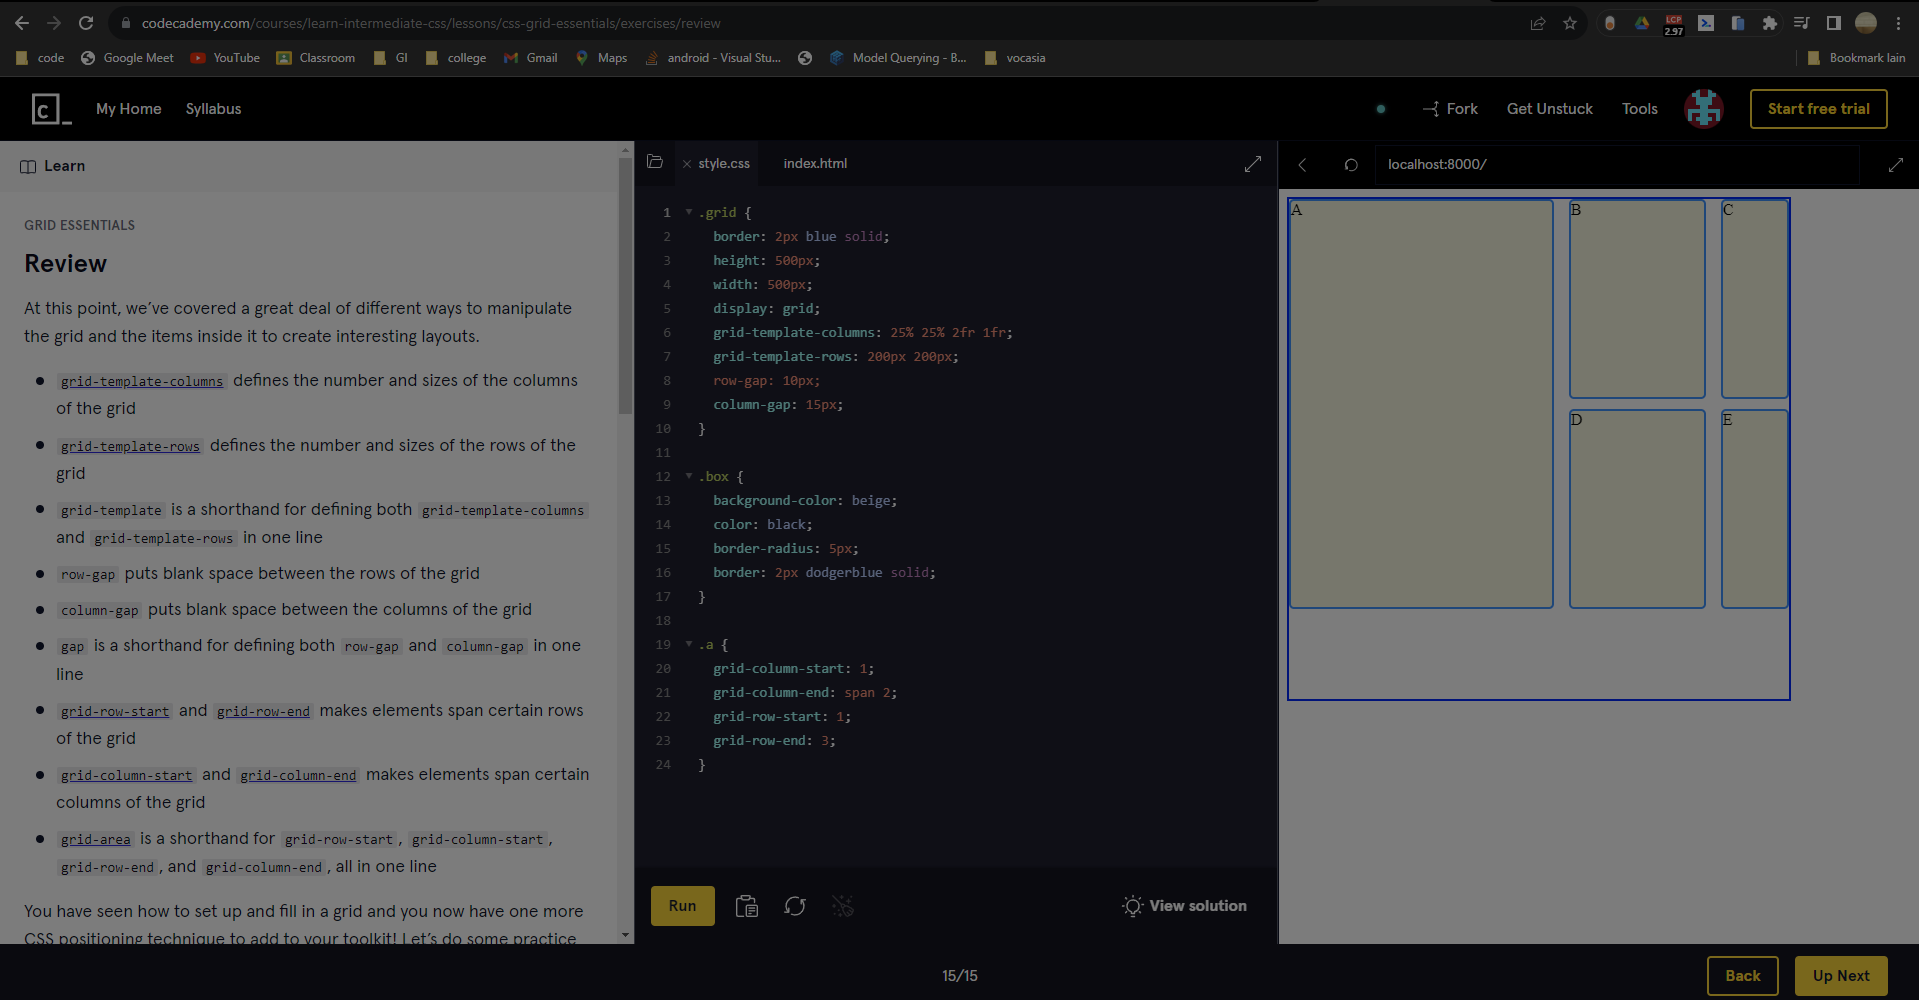 codecademy.com/courses/learn-intermediate-css/lessons/css-grid-essentials/exercises/review
LCP
2.97
code
Google Meet
YouTube
Classroom
GI
college
Gmail
Maps
android - Visual Stu...
Model Querying - B...
vocasia
Bookmark lain
c
My Home
Syllabus
Fork
Get Unstuck
Tools
Start free trial
Learn
GRID ESSENTIALS
Review
At this point, we’ve covered a great deal of different ways to manipulate
the grid and the items inside it to create interesting layouts.
grid-template-columns defines the number and sizes of the columns
of the grid
grid-template-rows defines the number and sizes of the rows of the
grid
grid-template is a shorthand for defining both grid-template-columns
and grid-template-rows in one line
row-gap puts blank space between the rows of the grid
column-gap puts blank space between the columns of the grid
gap is a shorthand for defining both row-gap and column-gap in one
line
grid-row-start and grid-row-end makes elements span certain rows
of the grid
grid-column-start and grid-column-end makes elements span certain
columns of the grid
grid-area is a shorthand for grid-row-start, grid-column-start,
grid-row-end, and grid-column-end, all in one line
You have seen how to set up and fill in a grid and you now have one more
CSS positioning technique to add to your toolkit! Let’s do some practice
style.css
index.html
1 .grid {
2 border: 2px blue solid;
3 height: 500px;
4 width: 500px;
5 display: grid;
6 grid-template-columns: 25% 25% 2fr 1fr;
7 grid-template-rows: 200px 200px;
8 row-gap: 10px;
9 column-gap: 15px;
10 }
11
12 .box {
13 background-color: beige;
14 color: black;
15 border-radius: 5px;
16 border: 2px dodgerblue solid;
17 }
18
19 .a {
20 grid-column-start: 1;
21 grid-column-end: span 2;
22 grid-row-start: 1;
23 grid-row-end: 3;
24 }
Run
View solution
localhost:8000/
A
B
C
D
E
15/15
Back
Up Next